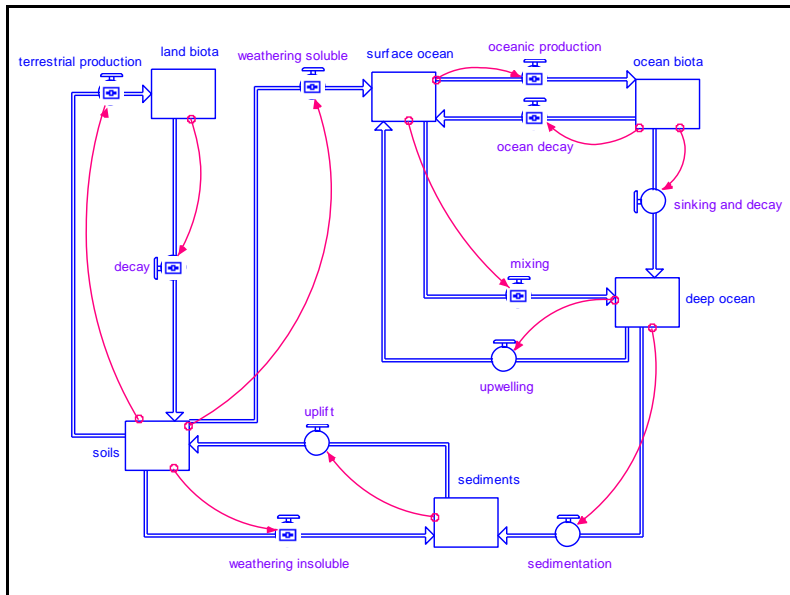 terrestrial production
land biota
weathering soluble
surface ocean
oceanic production
ocean biota
ocean decay
sinking and decay
decay
mixing
deep ocean
upwelling
soils
uplift
sediments
weathering insoluble
sedimentation